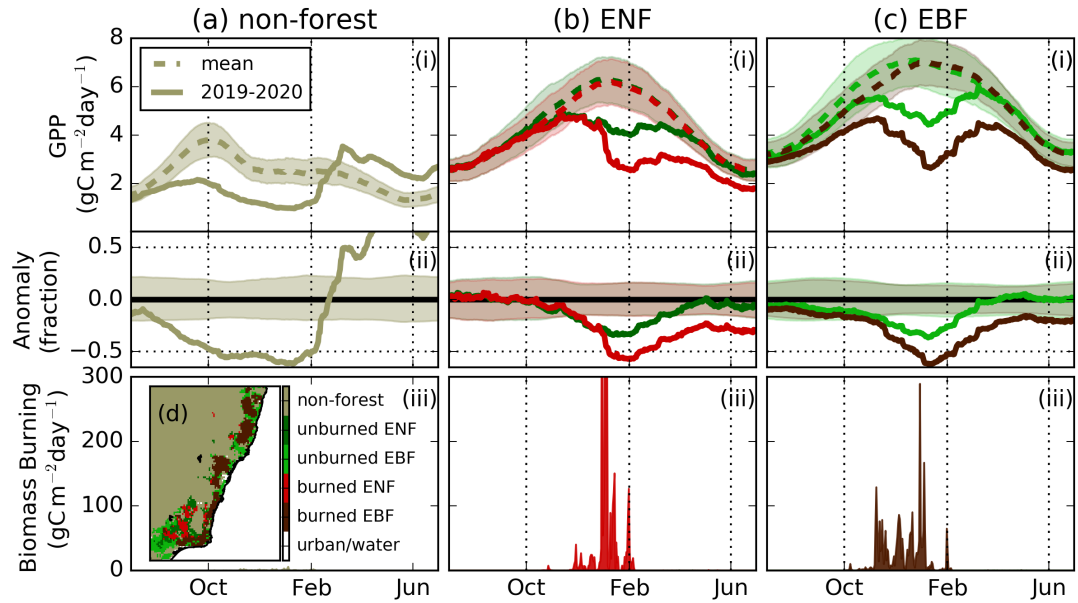 (a) non-forest
(b) ENF
(c) EBF
GPP
(gC m⁻² day⁻¹)
8
6
4
2
mean
2019-2020
(i)
(i)
(i)
Anomaly
(fraction)
0.5
0.0
−0.5
(ii)
(ii)
(ii)
Biomass Burning
(gC m⁻² day⁻¹)
300
200
100
0
(d)
non-forest
unburned ENF
unburned EBF
burned ENF
burned EBF
urban/water
(iii)
(iii)
(iii)
Oct
Feb
Jun
Oct
Feb
Jun
Oct
Feb
Jun